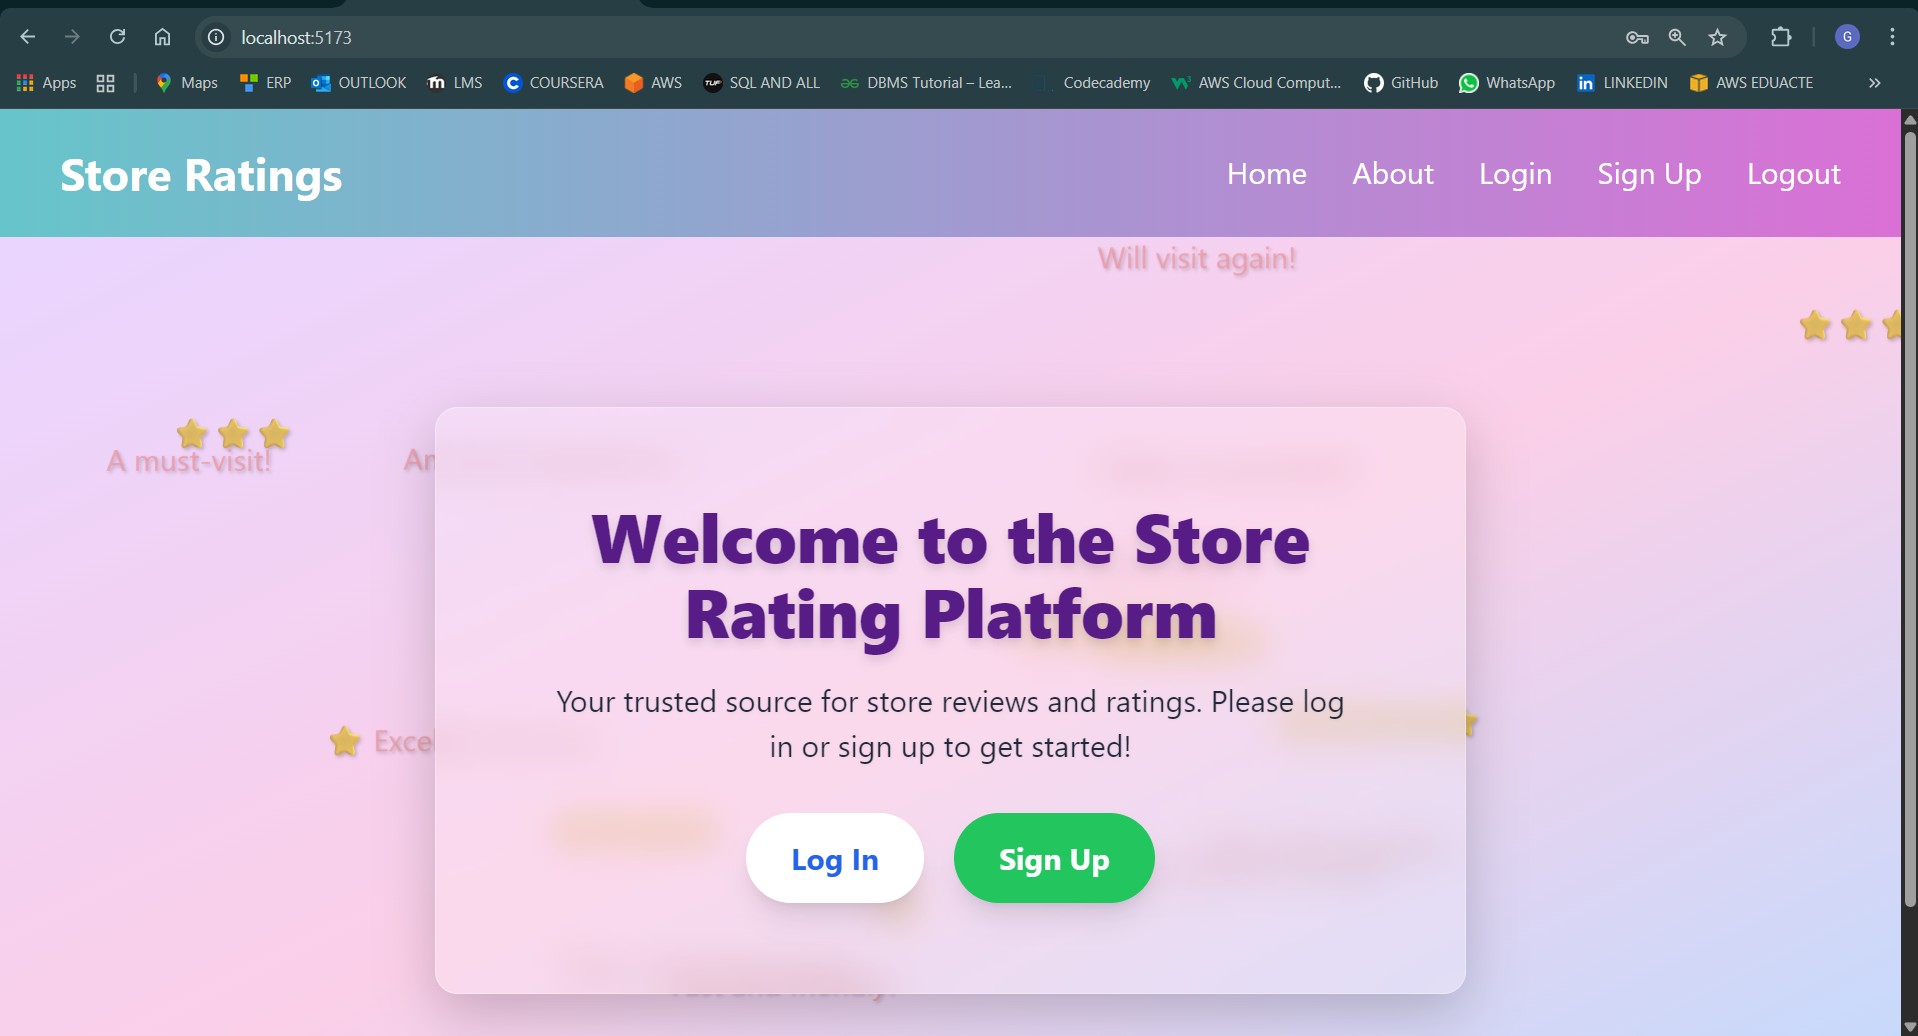 localhost:5173
Apps Maps ERP OUTLOOK LMS COURSERA AWS SQL AND ALL DBMS Tutorial – Lea... Codecademy AWS Cloud Comput... GitHub WhatsApp LINKEDIN AWS EDUACTE »
Store Ratings Home About Login Sign Up Logout
Will visit again!
A must-visit!
Welcome to the Store
Rating Platform
Your trusted source for store reviews and ratings. Please log
in or sign up to get started!
Log In Sign Up